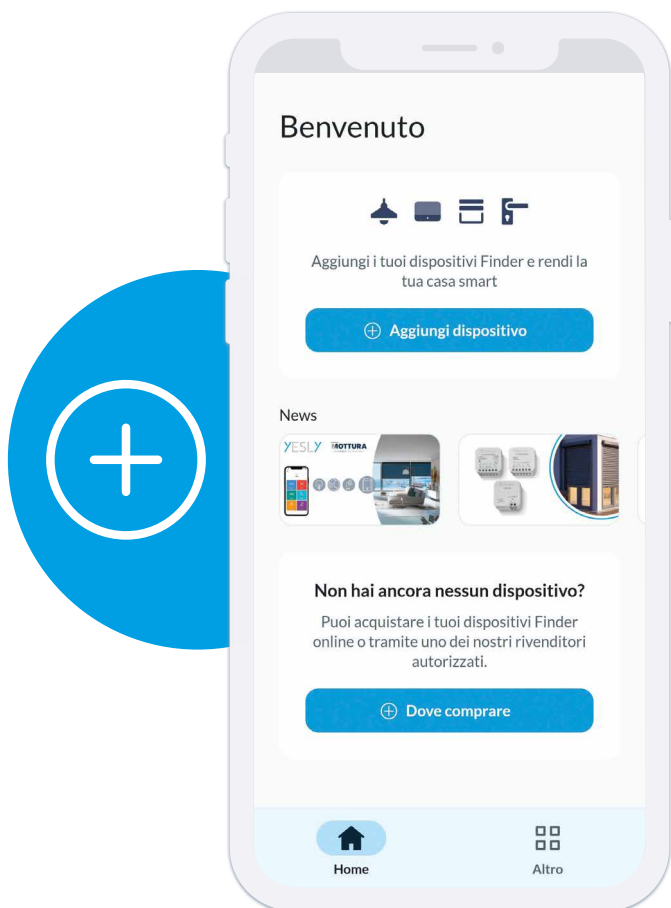 Benvenuto
Aggiungi i tuoi dispositivi Finder e rendi la
tua casa smart
Aggiungi dispositivo
News
YESLY MOTTURA
Non hai ancora nessun dispositivo?
Puoi acquistare i tuoi dispositivi Finder
online o tramite uno dei nostri rivenditori
autorizzati.
Dove comprare
Home
Altro